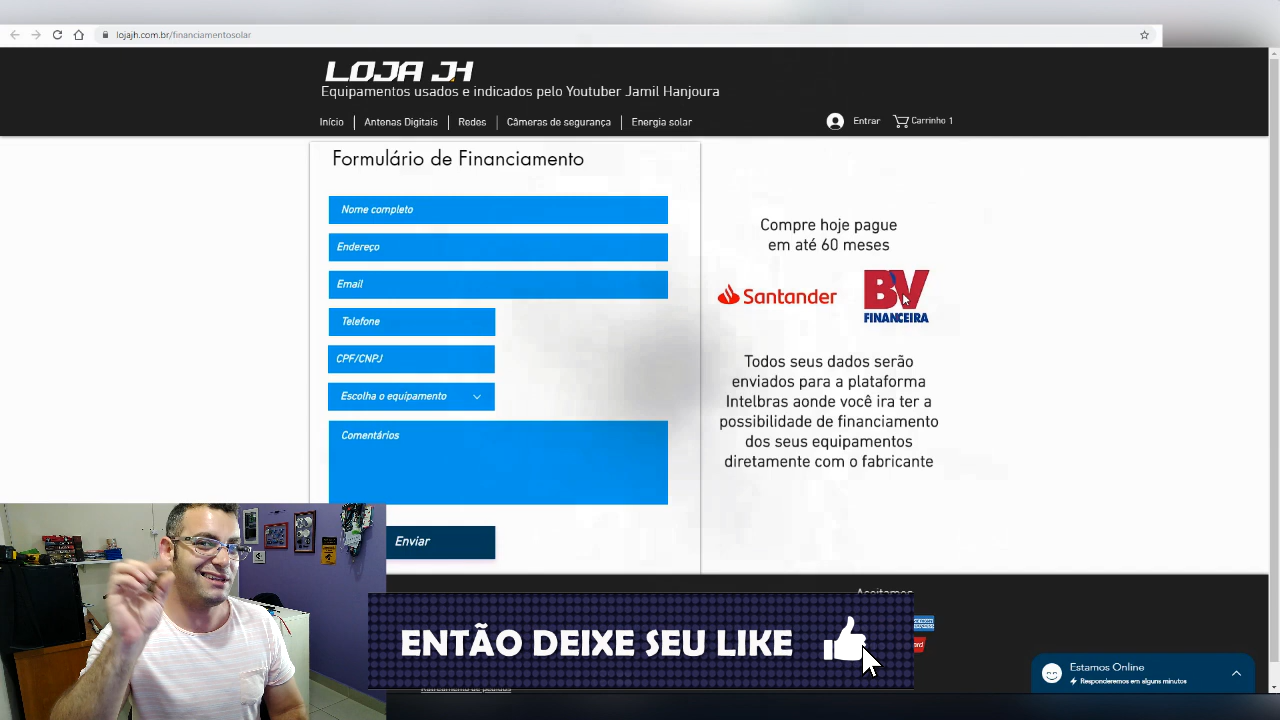 lojajh.com.br/financiamentosolar
LOJA JH
Equipamentos usados e indicados pelo Youtuber Jamil Hanjoura
Início
Antenas Digitais
Redes
Câmeras de segurança
Energia solar
Entrar
Carrinho 1
Formulário de Financiamento
Nome completo
Endereço
Email
Telefone
CPF/CNPJ
Escolha o equipamento
Comentários
Enviar
Compre hoje pague
em até 60 meses
Santander
BV
FINANCEIRA
Todos seus dados serão
enviados para a plataforma
Intelbras aonde você ira ter a
possibilidade de financiamento
dos seus equipamentos
diretamente com o fabricante
Aceitamos
ENTÃO DEIXE SEU LIKE
Estamos Online
Responderemos em alguns minutos